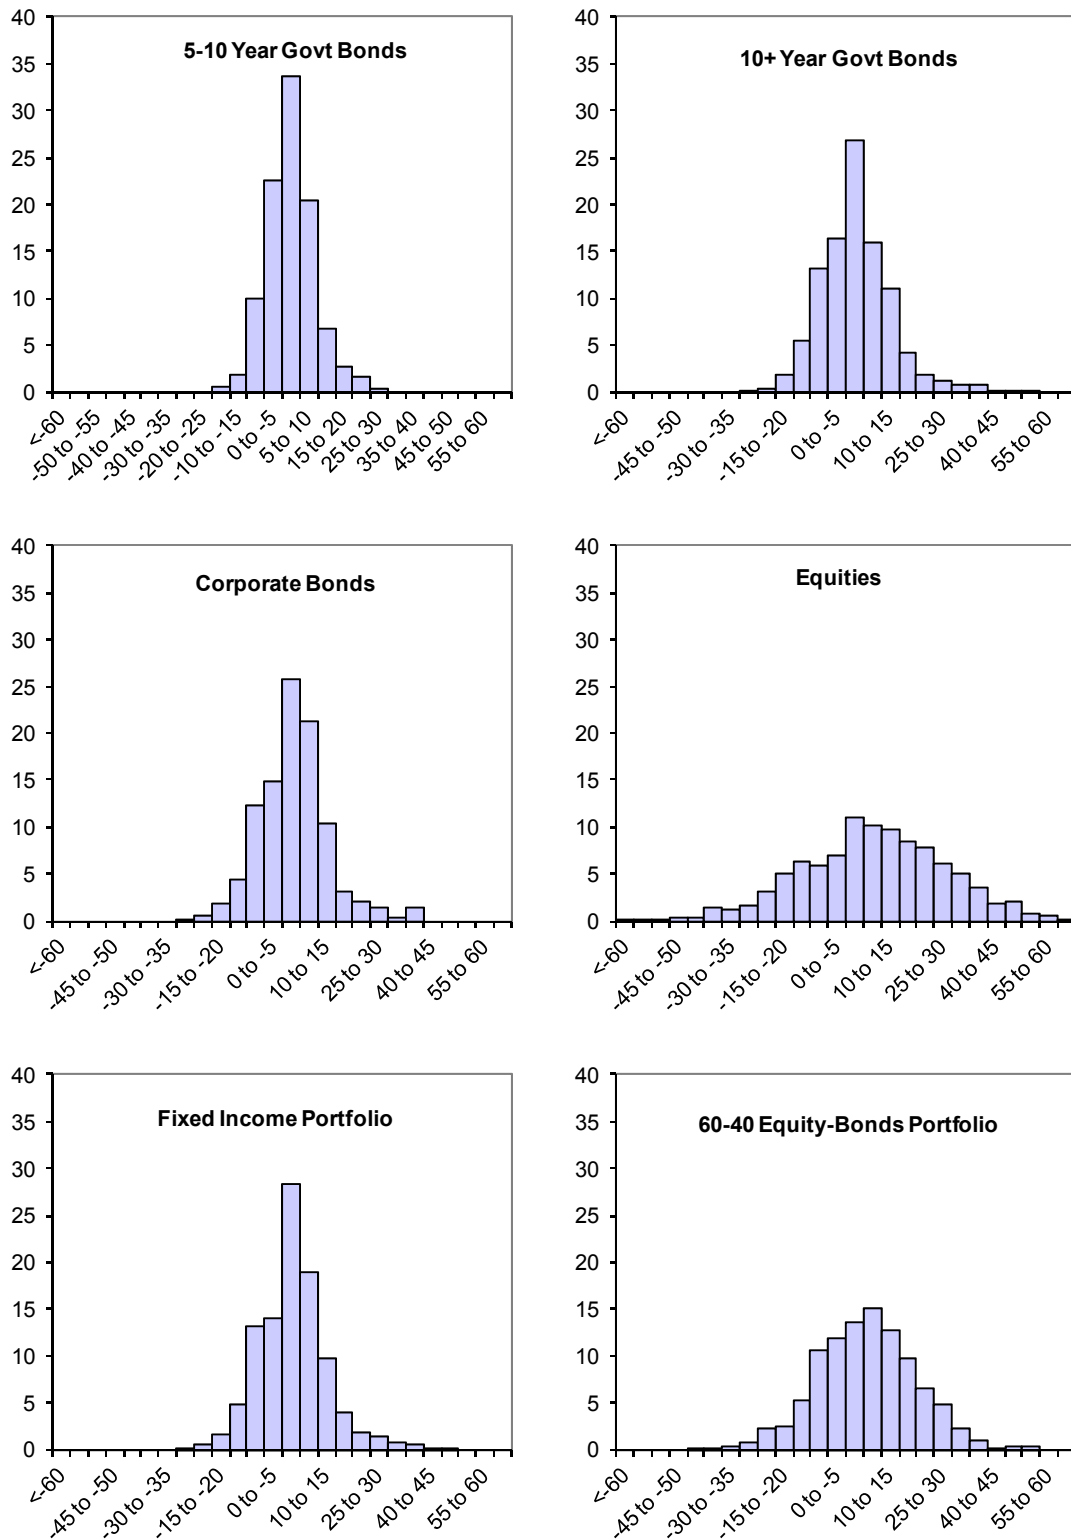 40
35
30
25
20
15
10
5
0
5-10 Year Govt Bonds
<-60
-50 to -55
-40 to -45
-30 to -35
-20 to -25
-10 to -15
0 to -5
5 to 10
15 to 20
25 to 30
35 to 40
45 to 50
55 to 60
40
35
30
25
20
15
10
5
0
10+ Year Govt Bonds
<-60
-45 to -50
-30 to -35
-15 to -20
0 to -5
10 to 15
25 to 30
40 to 45
55 to 60
40
35
30
25
20
15
10
5
0
Corporate Bonds
<-60
-45 to -50
-30 to -35
-15 to -20
0 to -5
10 to 15
25 to 30
40 to 45
55 to 60
40
35
30
25
20
15
10
5
0
Equities
<-60
-45 to -50
-30 to -35
-15 to -20
0 to -5
10 to 15
25 to 30
40 to 45
55 to 60
40
35
30
25
20
15
10
5
0
Fixed Income Portfolio
<-60
-45 to -50
-30 to -35
-15 to -20
0 to -5
10 to 15
25 to 30
40 to 45
55 to 60
40
35
30
25
20
15
10
5
0
60-40 Equity-Bonds Portfolio
<-60
-45 to -50
-30 to -35
-15 to -20
0 to -5
10 to 15
25 to 30
40 to 45
55 to 60